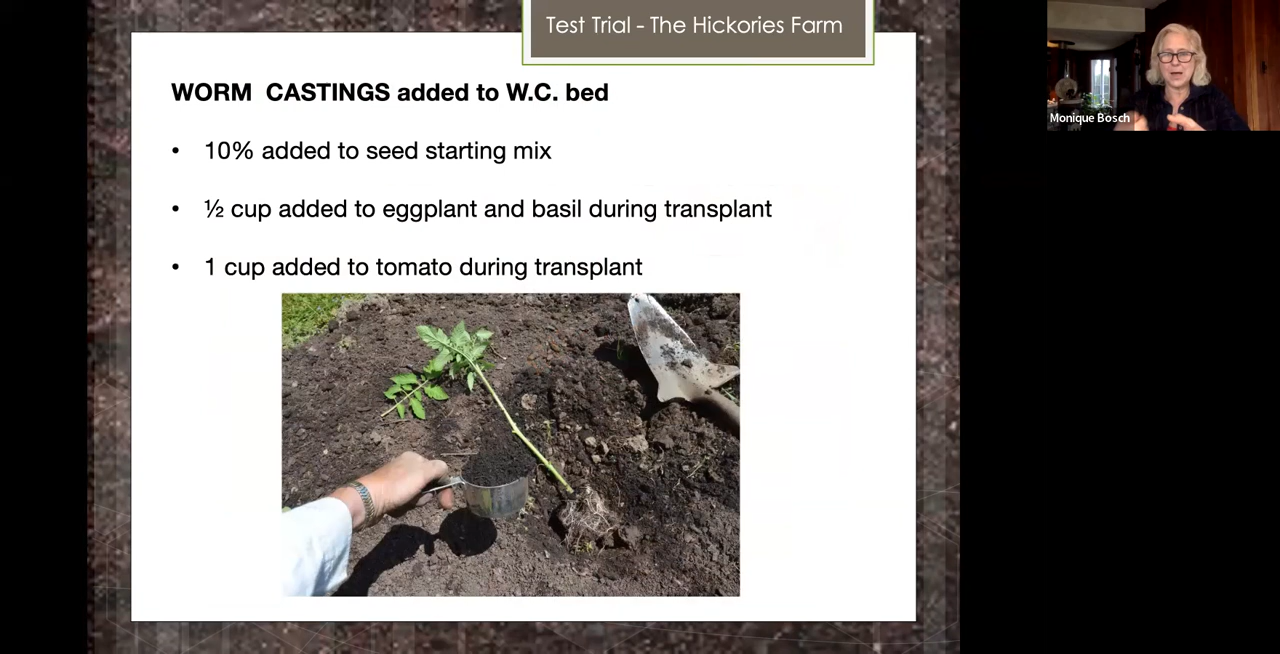 Test Trial - The Hickories Farm
WORM CASTINGS added to W.C. bed
• 10% added to seed starting mix
• ½ cup added to eggplant and basil during transplant
• 1 cup added to tomato during transplant
Monique Bosch